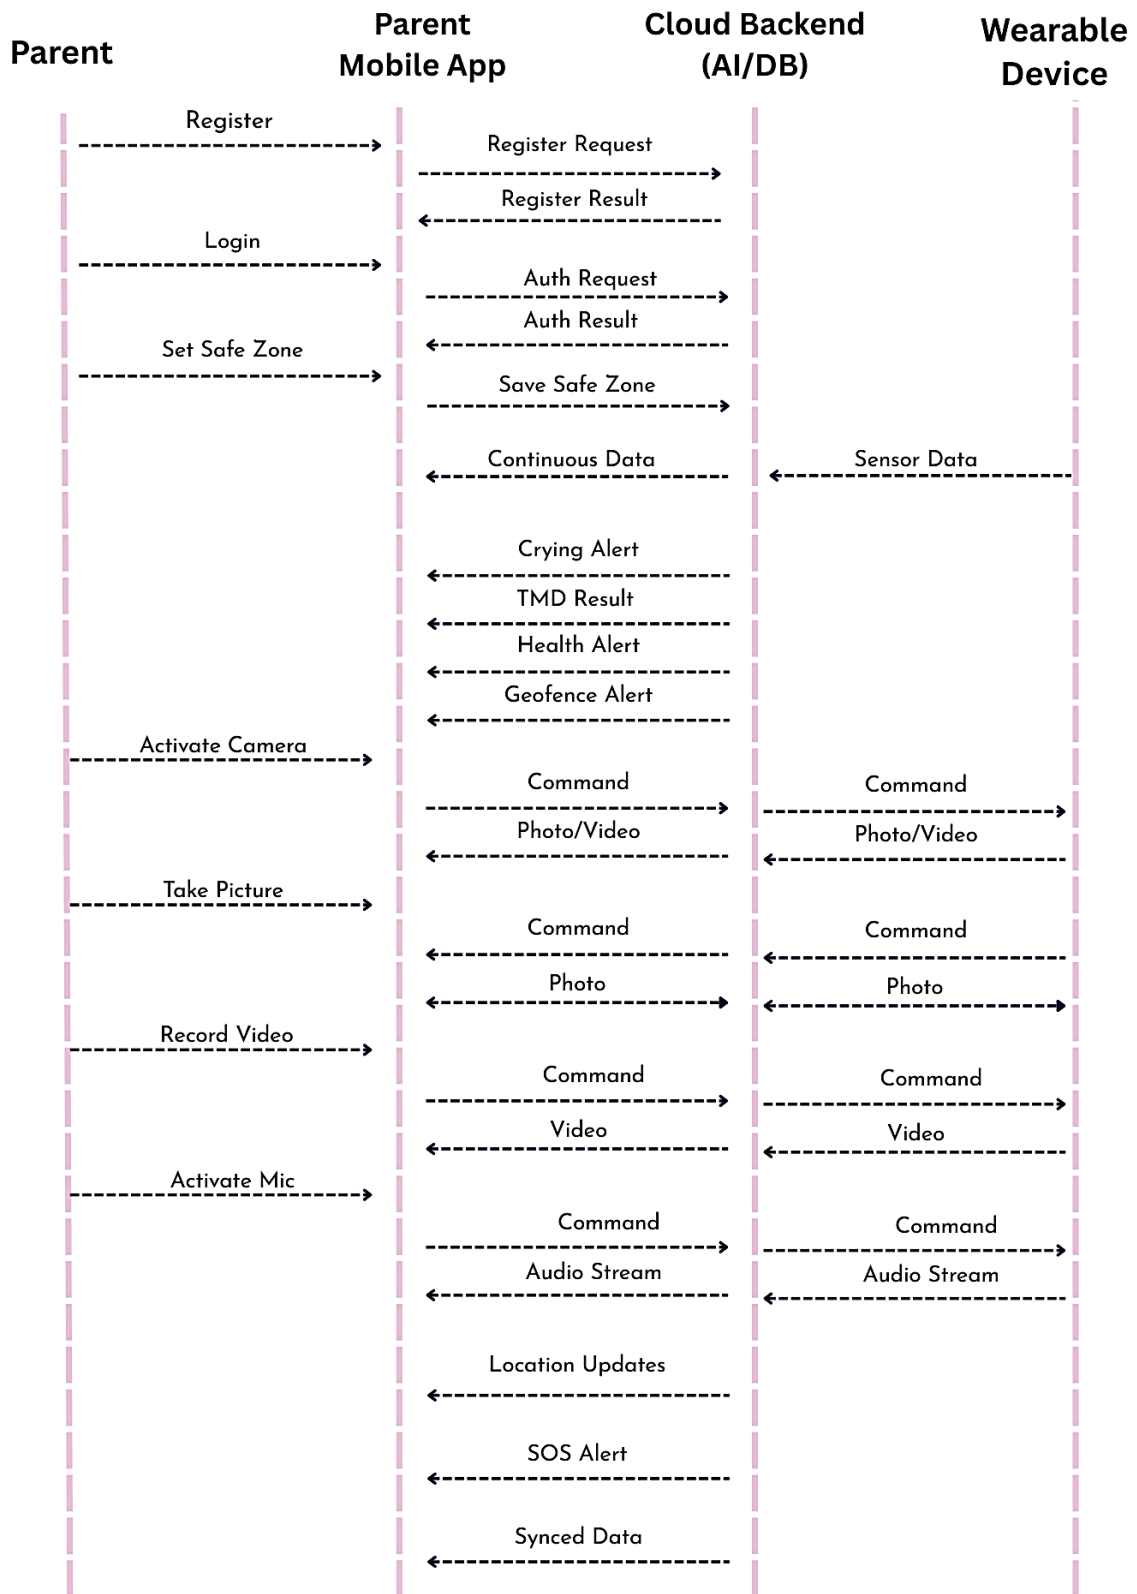 Parent
Parent
Mobile App
Cloud Backend
(AI/DB)
Wearable
Device
Register
Register Request
Register Result
Login
Auth Request
Auth Result
Set Safe Zone
Save Safe Zone
Continuous Data
Sensor Data
Crying Alert
TMD Result
Health Alert
Geofence Alert
Activate Camera
Command
Command
Photo/Video
Photo/Video
Take Picture
Command
Command
Photo
Photo
Record Video
Command
Command
Video
Video
Activate Mic
Command
Command
Audio Stream
Audio Stream
Location Updates
SOS Alert
Synced Data